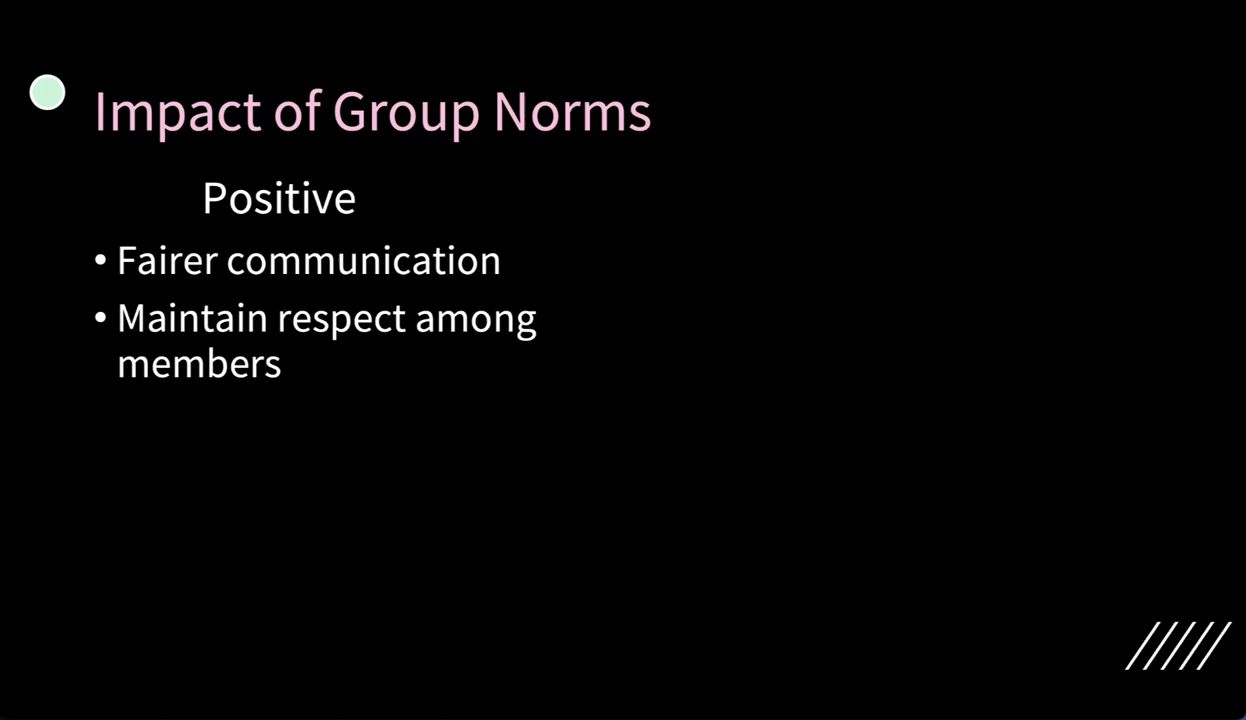 Impact of Group Norms
Positive
• Fairer communication
• Maintain respect among
members